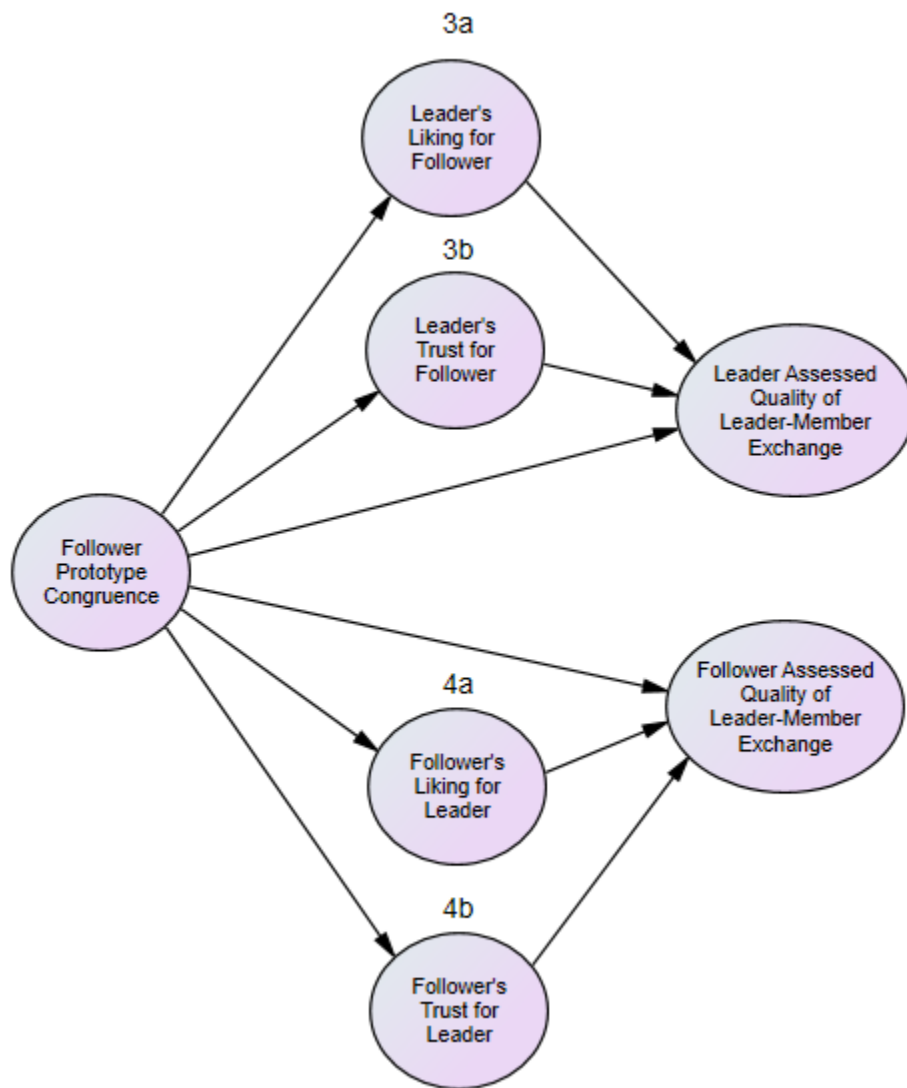 3a
Leader's
Liking for
Follower
3b
Leader's
Trust for
Follower
Leader Assessed
Quality of
Leader-Member
Exchange
Follower
Prototype
Congruence
Follower Assessed
Quality of
Leader-Member
Exchange
4a
Follower's
Liking for
Leader
4b
Follower's
Trust for
Leader